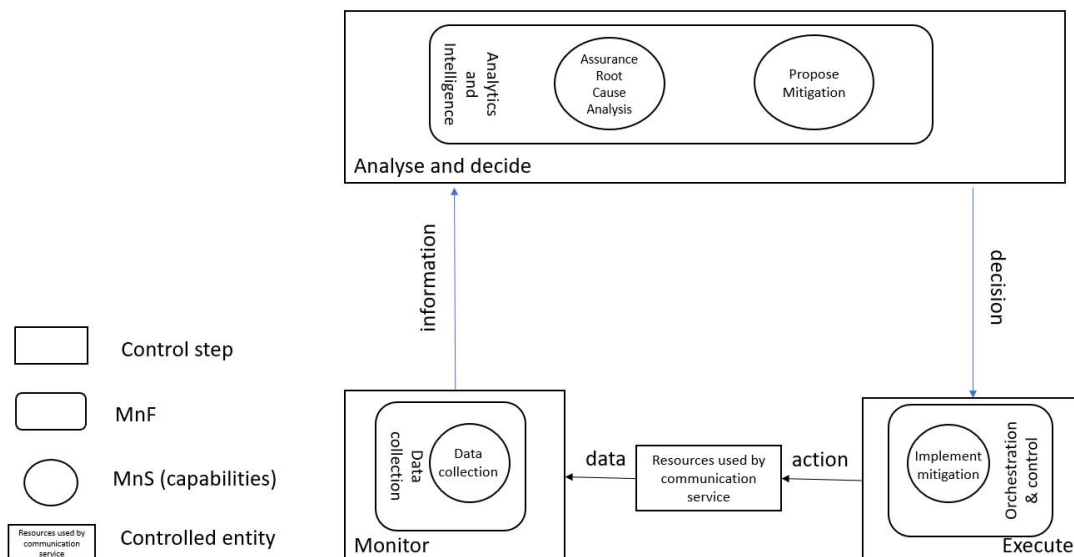 Analytics
and
Intelligence
Assurance
Root
Cause
Analysis
Propose
Mitigation
Analyse and decide
information
decision
Control step
MnF
MnS (capabilities)
Resources used by
communication
service
Controlled entity
Data
collection
Data
collection
Monitor
data
Resources used by
communication
service
action
Implement
mitigation
Orchestration
& control
Execute